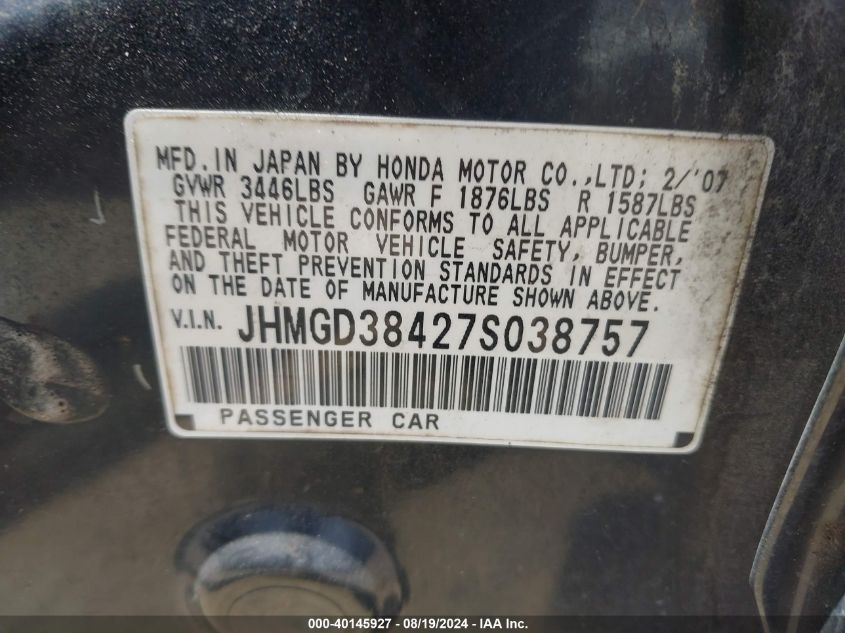 MFD. IN JAPAN BY HONDA MOTOR CO.,LTD; 2/'07
GVWR 3446LBS GAWR F 1876LBS R 1587LBS
THIS VEHICLE CONFORMS TO ALL APPLICABLE
FEDERAL MOTOR VEHICLE SAFETY, BUMPER,
AND THEFT PREVENTION STANDARDS IN EFFECT
ON THE DATE OF MANUFACTURE SHOWN ABOVE.
V.I.N. JHMGD38427S038757
PASSENGER CAR
000-40145927 - 08/19/2024 - IAA Inc.